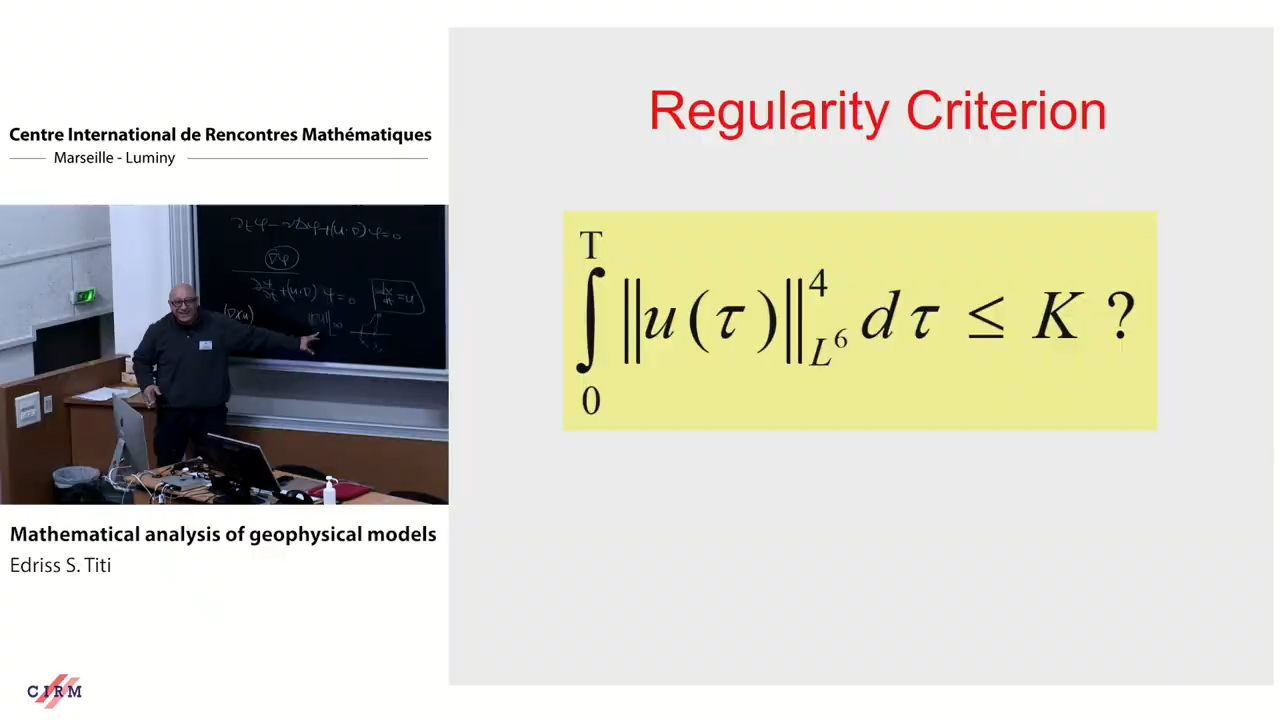 Centre International de Rencontres Mathématiques
Marseille - Luminy
Regularity Criterion
∫₀ᵀ ‖u(τ)‖⁴_{L⁶} dτ ≤ K ?
Mathematical analysis of geophysical models
Edriss S. Titi
CIRM